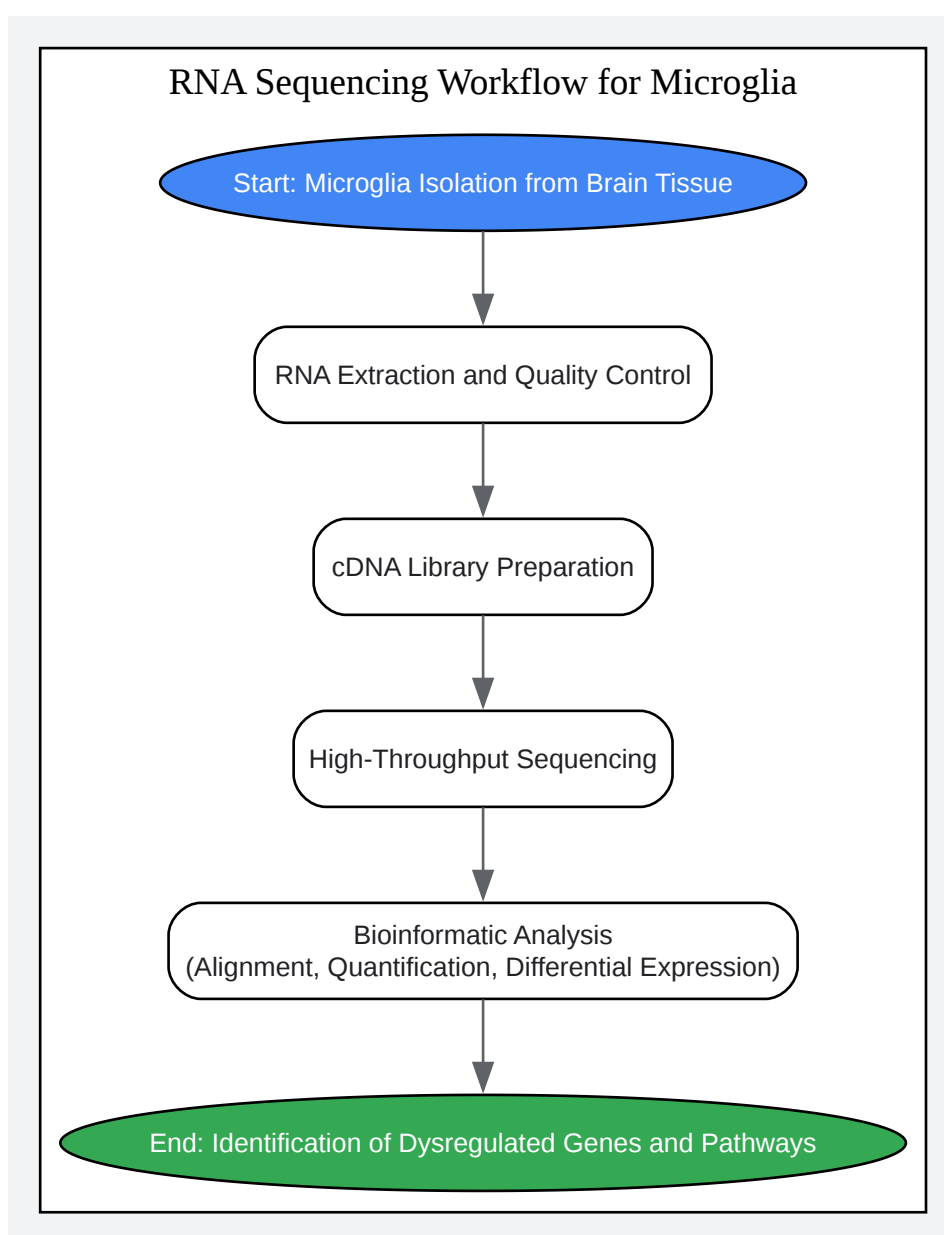 RNA Sequencing Workflow for Microglia
Start: Microglia Isolation from Brain Tissue
RNA Extraction and Quality Control
cDNA Library Preparation
High-Throughput Sequencing
Bioinformatic Analysis
(Alignment, Quantification, Differential Expression)
End: Identification of Dysregulated Genes and Pathways